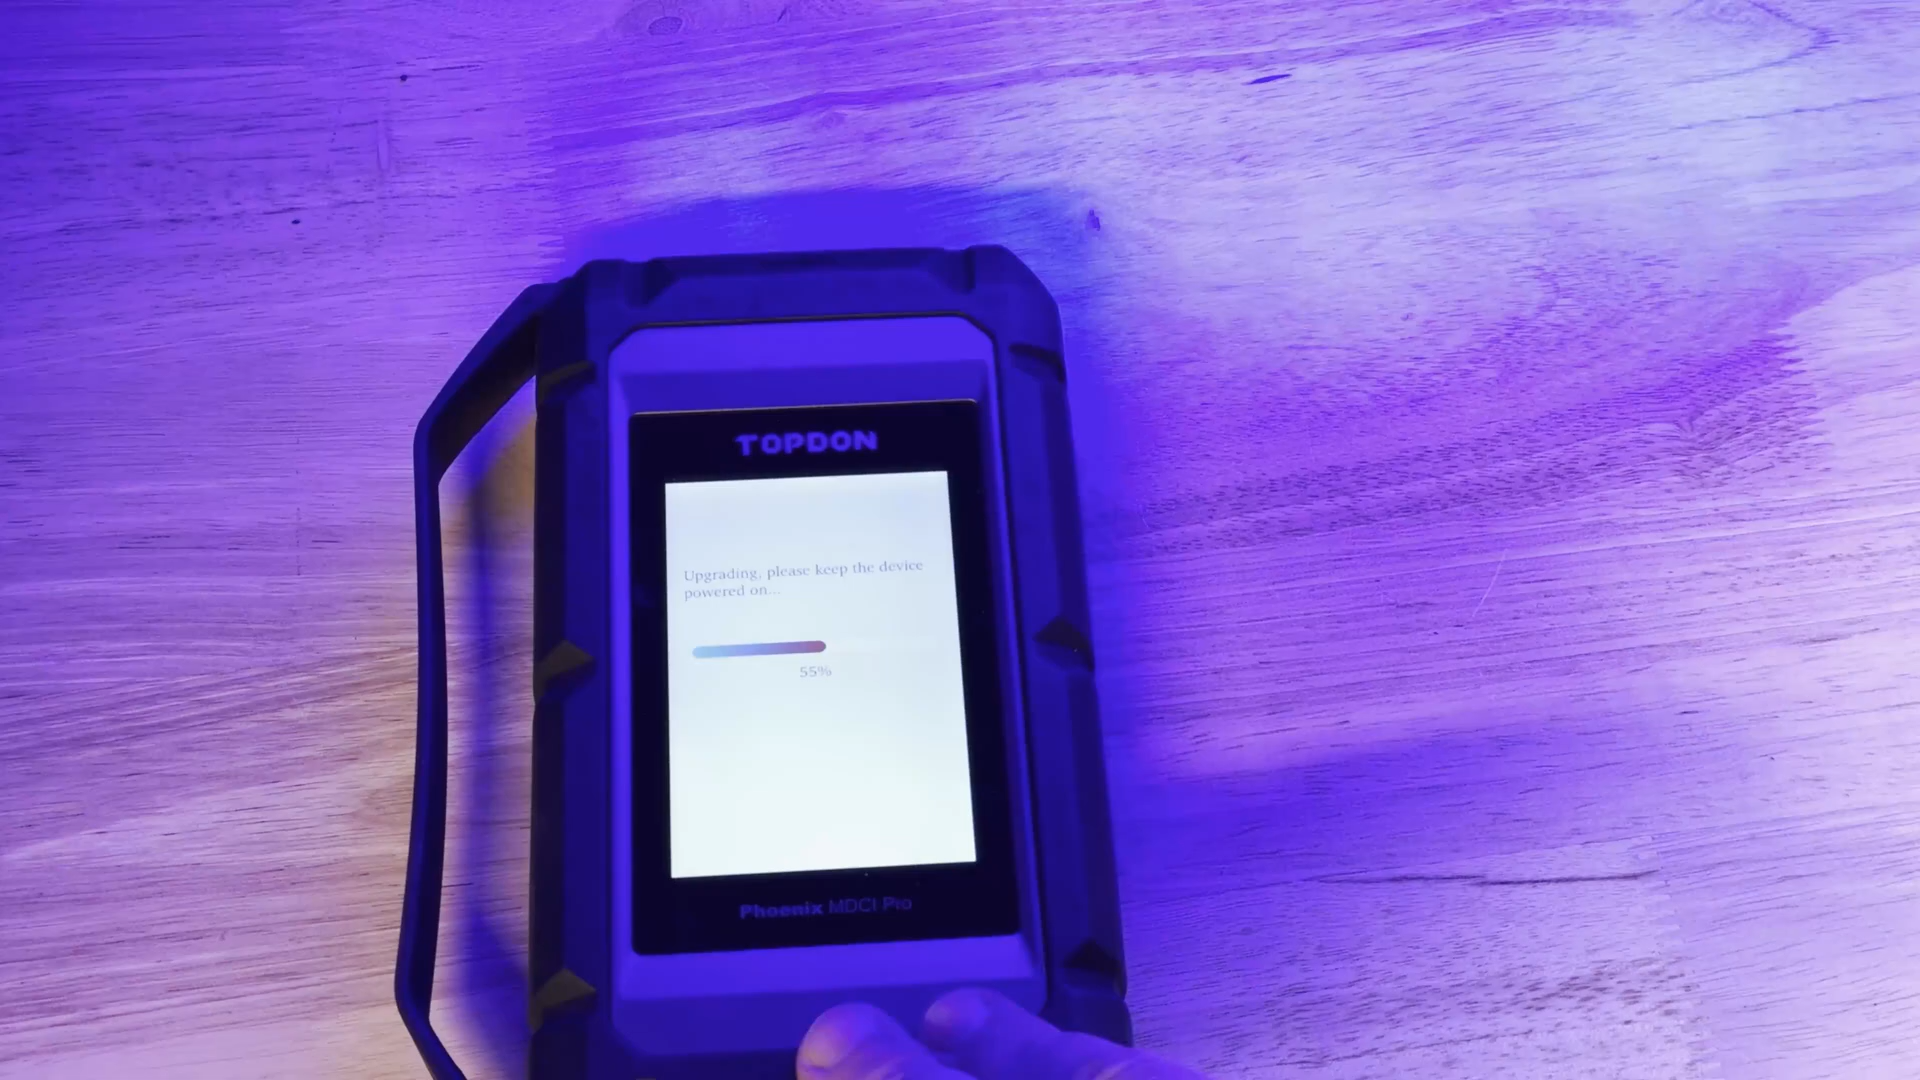 TOPDON
Upgrading, please keep the device
powered on...
55%
Phoenix MDCI Pro